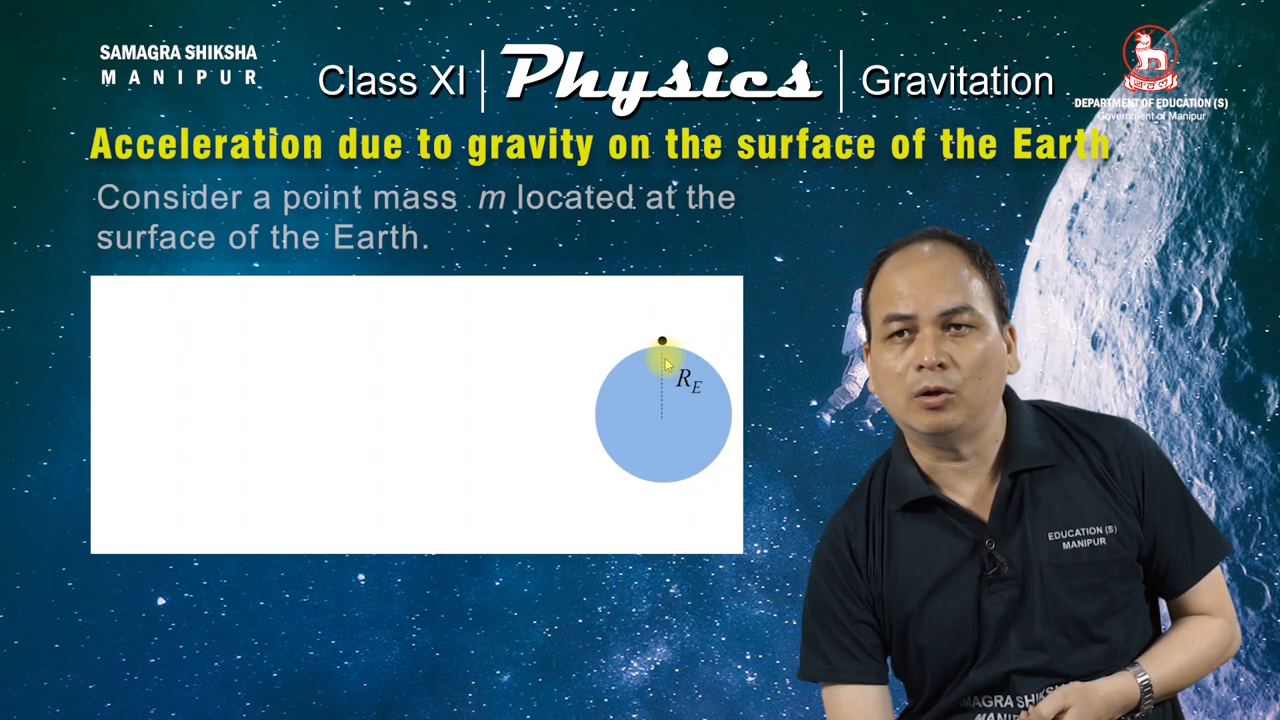 SAMAGRA SHIKSHA
MANIPUR
Class XI
Physics
Gravitation
DEPARTMENT OF EDUCATION (S)
Government of Manipur
Acceleration due to gravity on the surface of the Earth
Consider a point mass m located at the
surface of the Earth.
R_E
EDUCATION (S)
MANIPUR